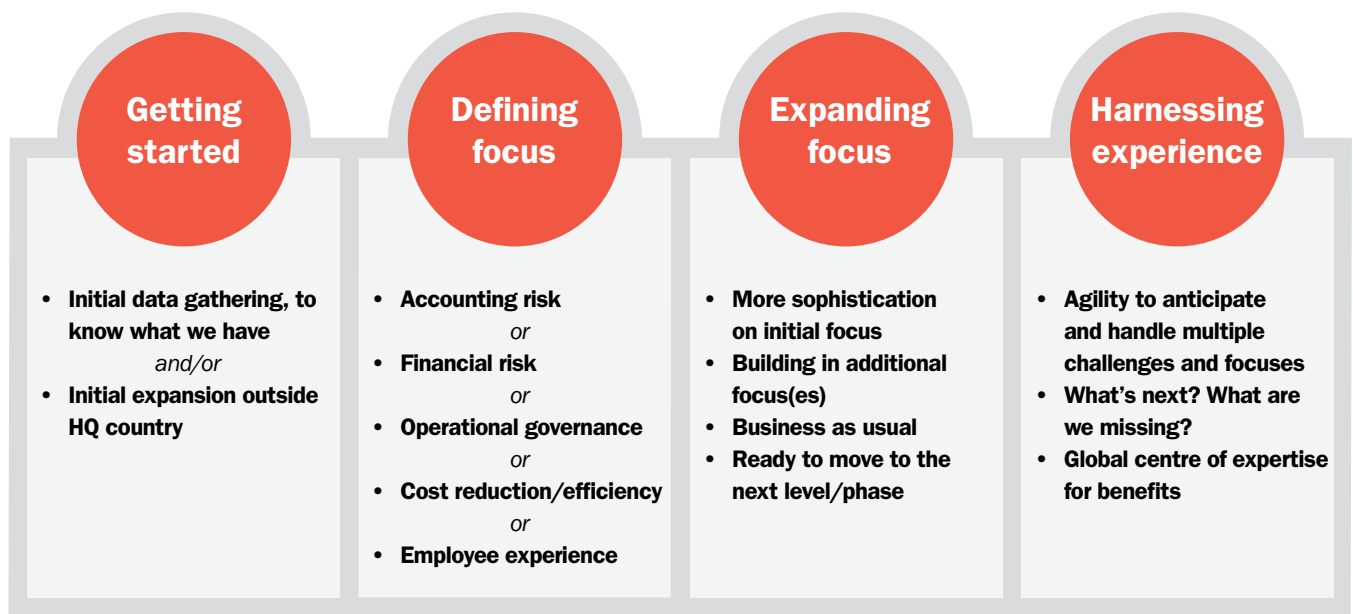 Getting
started
• Initial data gathering, to
know what we have
and/or
• Initial expansion outside
HQ country
Defining
focus
• Accounting risk
or
• Financial risk
or
• Operational governance
or
• Cost reduction/efficiency
or
• Employee experience
Expanding
focus
• More sophistication
on initial focus
• Building in additional
focus(es)
• Business as usual
• Ready to move to the
next level/phase
Harnessing
experience
• Agility to anticipate
and handle multiple
challenges and focuses
• What’s next? What are
we missing?
• Global centre of expertise
for benefits